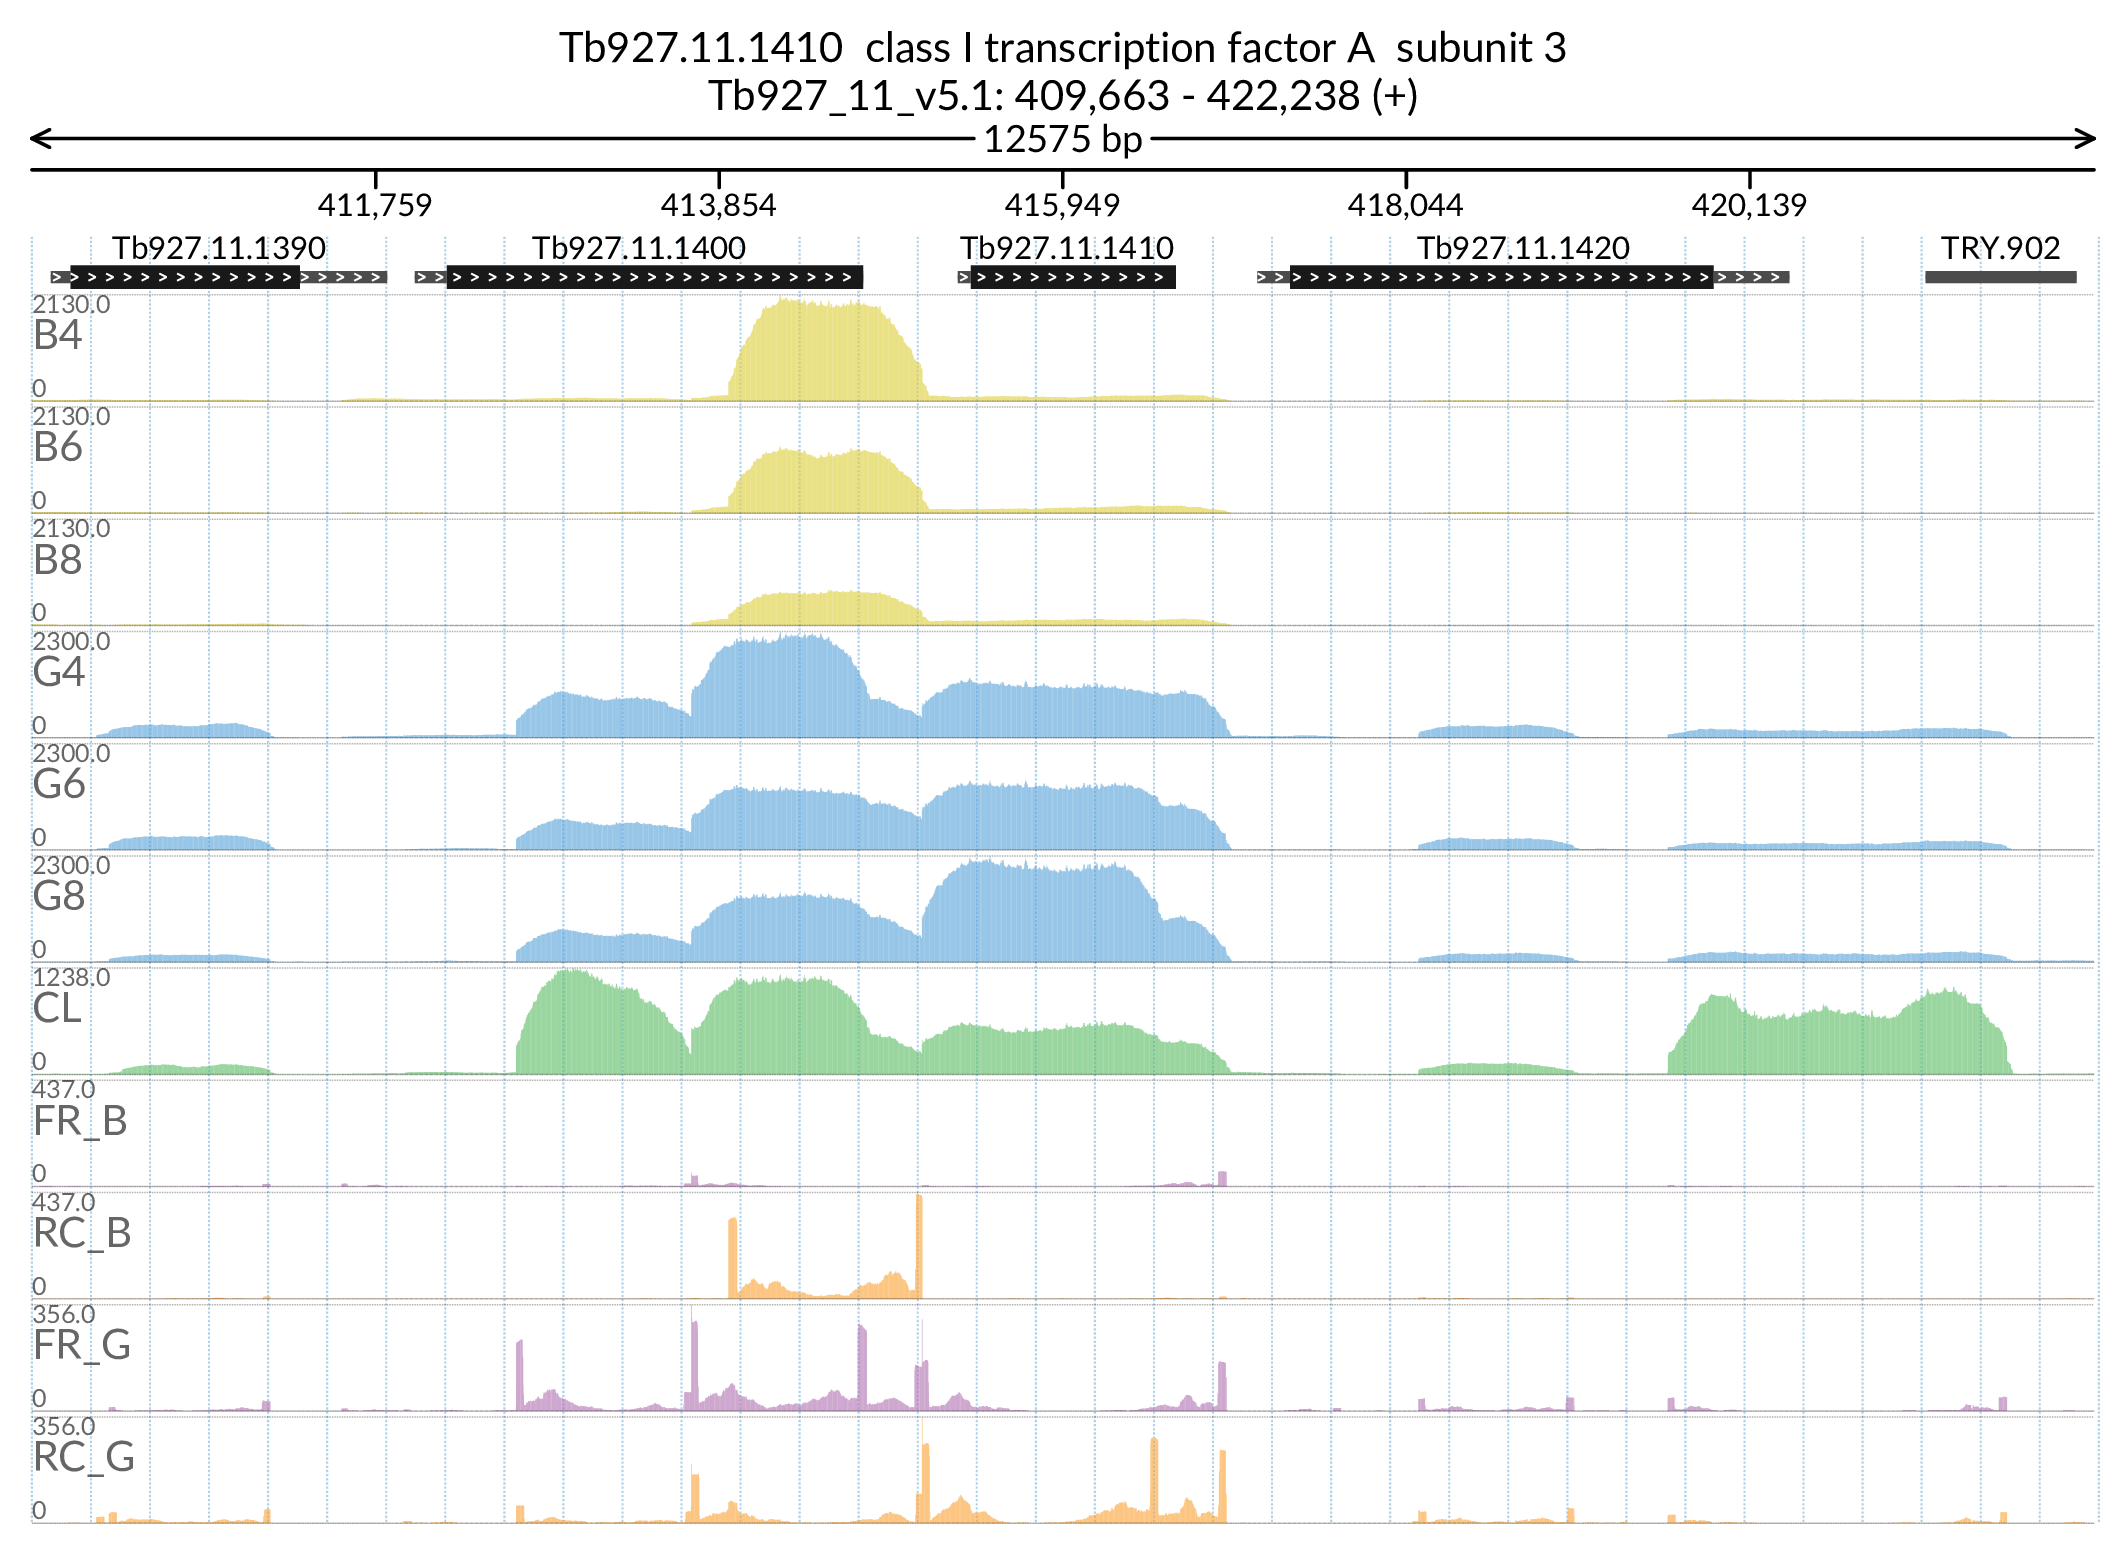 Tb927.11.1410  class I transcription factor A  subunit 3
Tb927_11_v5.1: 409,663 - 422,238 (+)
12575 bp
411,759 413,854 415,949 418,044 420,139
Tb927.11.1390 Tb927.11.1400 Tb927.11.1410 Tb927.11.1420 TRY.902
2130.0
B4
0
2130.0
B6
0
2130.0
B8
0
2300.0
G4
0
2300.0
G6
0
2300.0
G8
0
1238.0
CL
0
437.0
FR_B
0
437.0
RC_B
0
356.0
FR_G
0
356.0
RC_G
0